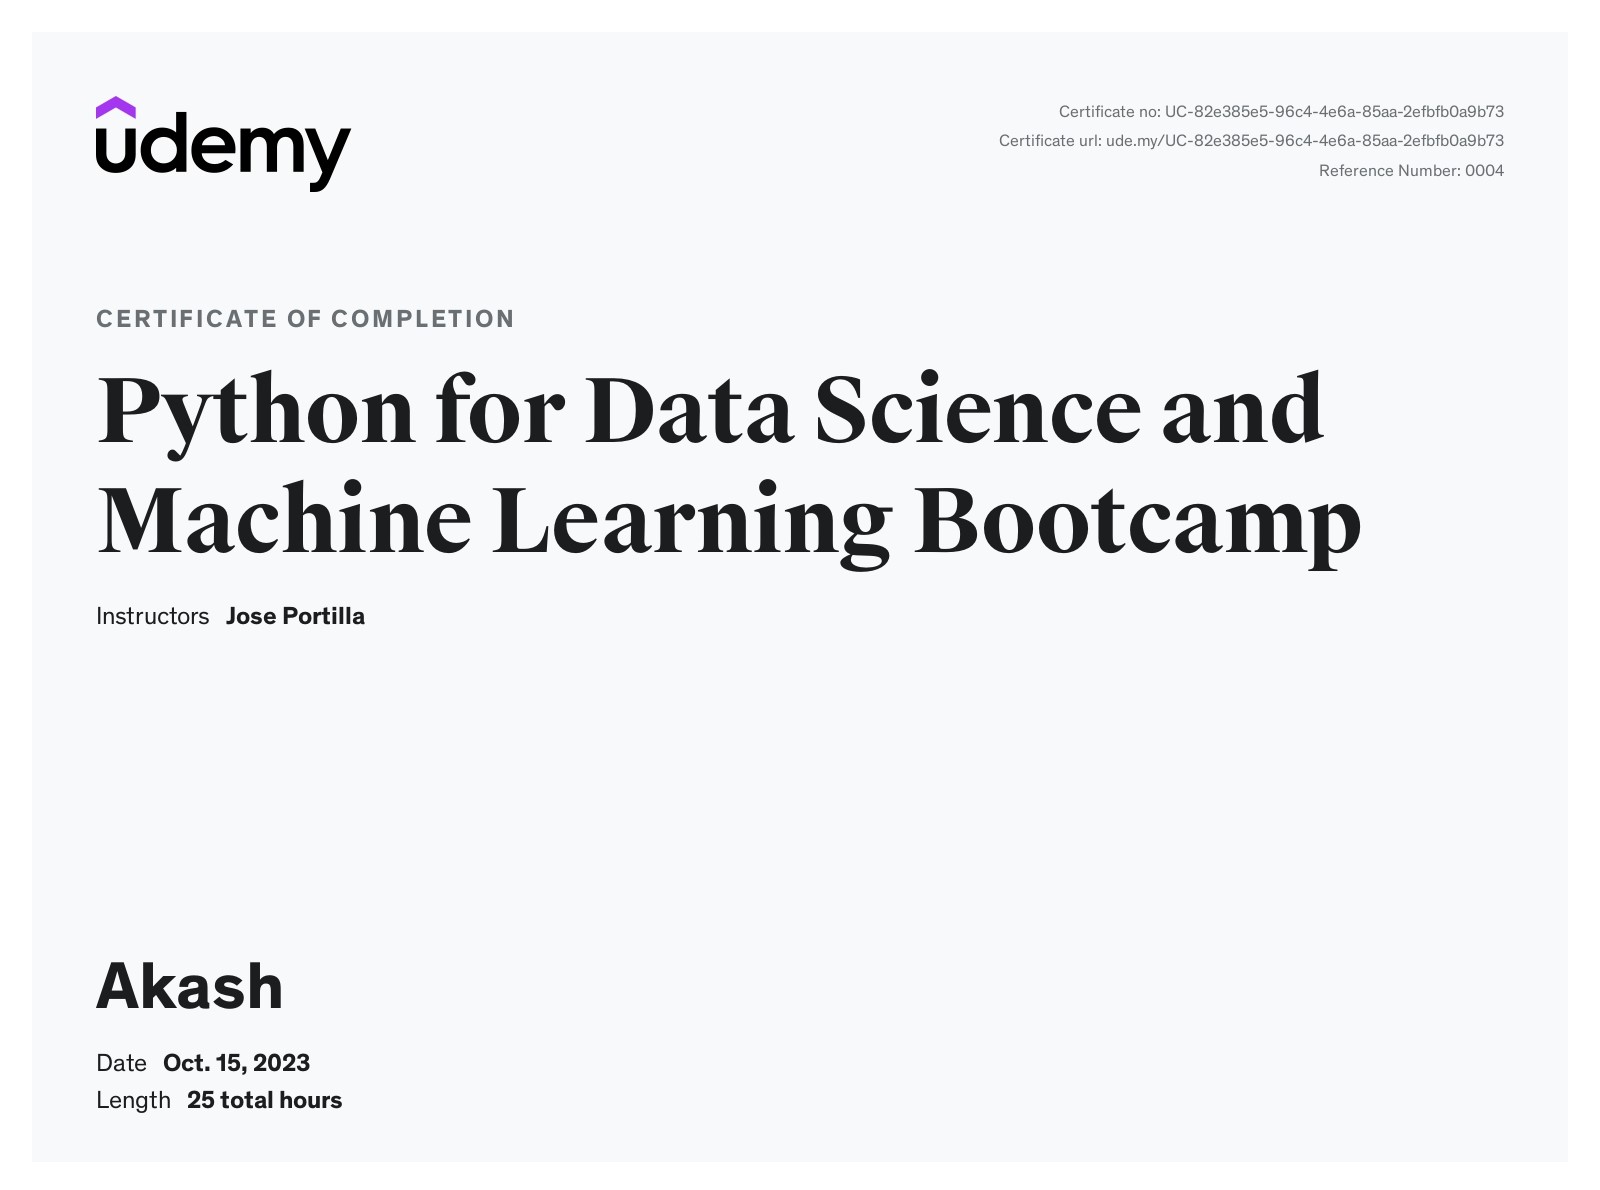 udemy
Certificate no: UC-82e385e5-96c4-4e6a-85aa-2efbfb0a9b73
Certificate url: ude.my/UC-82e385e5-96c4-4e6a-85aa-2efbfb0a9b73
Reference Number: 0004
CERTIFICATE OF COMPLETION
Python for Data Science and
Machine Learning Bootcamp
Instructors Jose Portilla
Akash
Date Oct. 15, 2023
Length 25 total hours